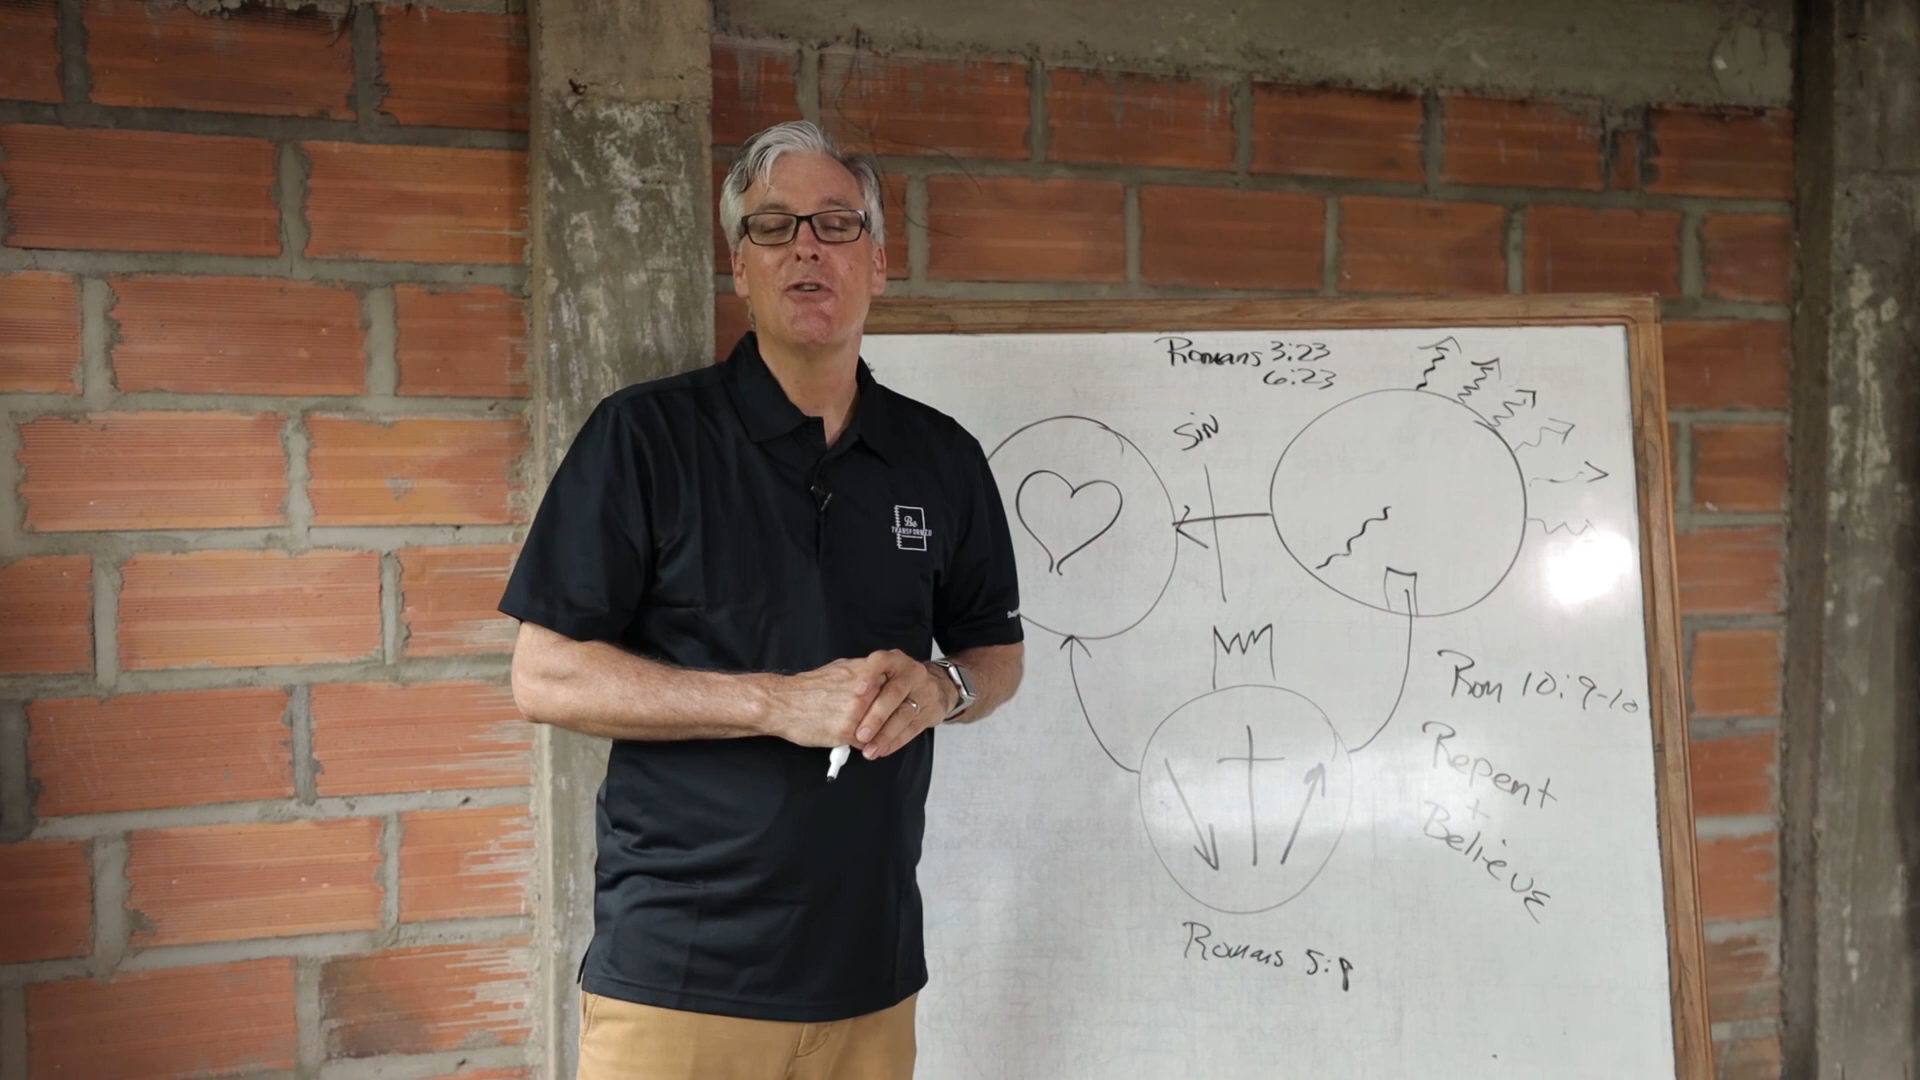 Romans 3:23
6:23
SIN
Rom 10:9-10
Repent
+
Believe
Romans 5:8
Be
TRANSFORMED